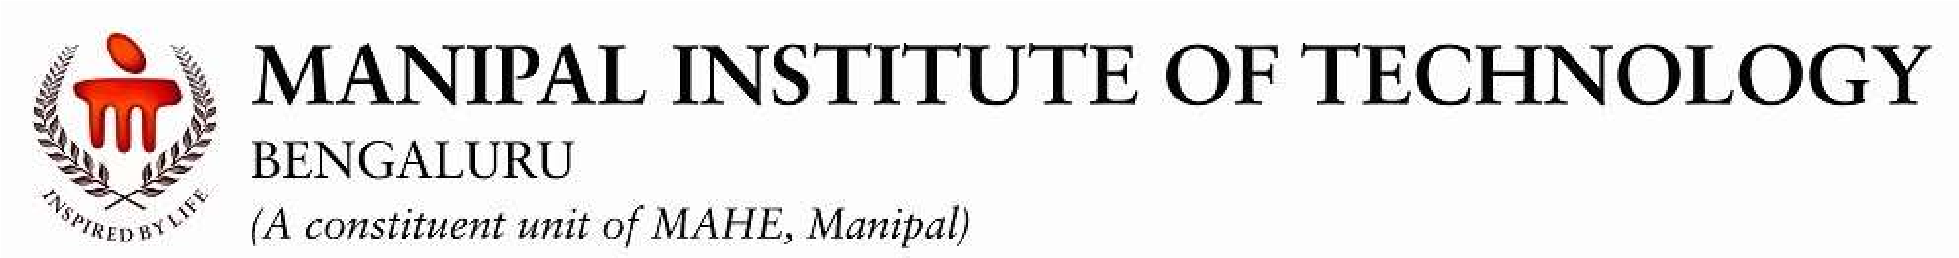 MANIPAL INSTITUTE OF TECHNOLOGY
BENGALURU
(A constituent unit of MAHE, Manipal)
INSPIRED BY LIFE